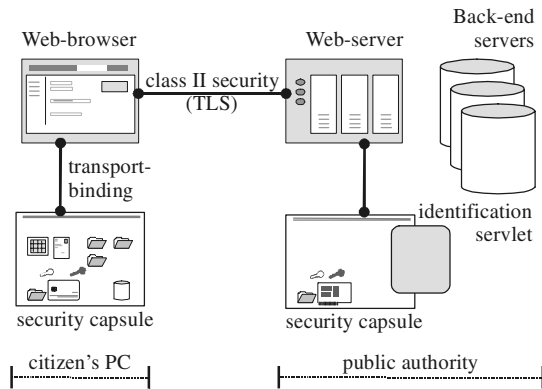 Back-end
servers
Web-browser
Web-server
class II security
(TLS)
transport-
binding
identification
servlet
security capsule
security capsule
citizen's PC
public authority